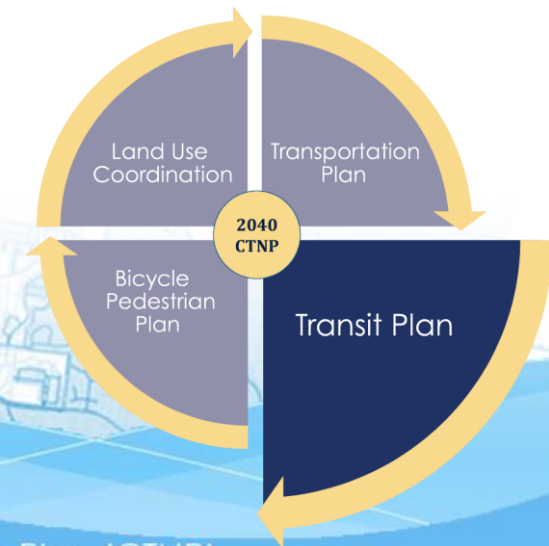 Land Use
Coordination
Transportation
Plan
2040
CTNP
Bicycle
Pedestrian
Plan
Transit Plan